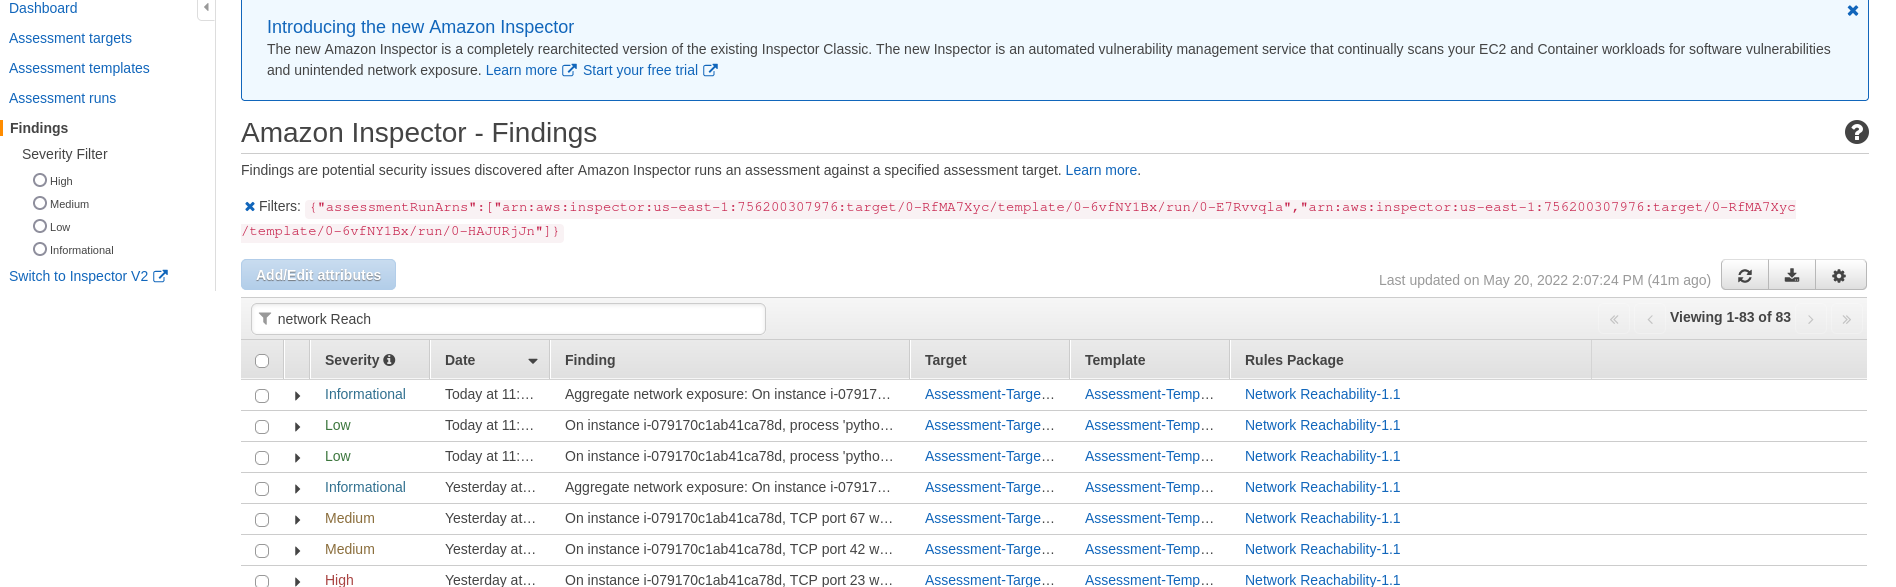 Dashboard
Assessment targets
Assessment templates
Assessment runs
Findings
Severity Filter
High
Medium
Low
Informational
Switch to Inspector V2
Introducing the new Amazon Inspector
The new Amazon Inspector is a completely rearchitected version of the existing Inspector Classic. The new Inspector is an automated vulnerability management service that continually scans your EC2 and Container workloads for software vulnerabilities
and unintended network exposure. Learn more Start your free trial
Amazon Inspector - Findings
Findings are potential security issues discovered after Amazon Inspector runs an assessment against a specified assessment target. Learn more.
Filters: {"assessmentRunArns":["arn:aws:inspector:us-east-1:756200307976:target/0-RfMA7Xyc/template/0-6vfNY1Bx/run/0-E7Rvvqla","arn:aws:inspector:us-east-1:756200307976:target/0-RfMA7Xyc
/template/0-6vfNY1Bx/run/0-HAJURjJn"]}
Add/Edit attributes
Last updated on May 20, 2022 2:07:24 PM (41m ago)
network Reach
Viewing 1-83 of 83
Severity Date Finding Target Template Rules Package
Informational Today at 11:… Aggregate network exposure: On instance i-07917… Assessment-Targe… Assessment-Temp… Network Reachability-1.1
Low Today at 11:… On instance i-079170c1ab41ca78d, process 'pytho… Assessment-Targe… Assessment-Temp… Network Reachability-1.1
Low Today at 11:… On instance i-079170c1ab41ca78d, process 'pytho… Assessment-Targe… Assessment-Temp… Network Reachability-1.1
Informational Yesterday at… Aggregate network exposure: On instance i-07917… Assessment-Targe… Assessment-Temp… Network Reachability-1.1
Medium Yesterday at… On instance i-079170c1ab41ca78d, TCP port 67 w… Assessment-Targe… Assessment-Temp… Network Reachability-1.1
Medium Yesterday at… On instance i-079170c1ab41ca78d, TCP port 42 w… Assessment-Targe… Assessment-Temp… Network Reachability-1.1
High Yesterday at… On instance i-079170c1ab41ca78d, TCP port 23 w… Assessment-Targe… Assessment-Temp… Network Reachability-1.1